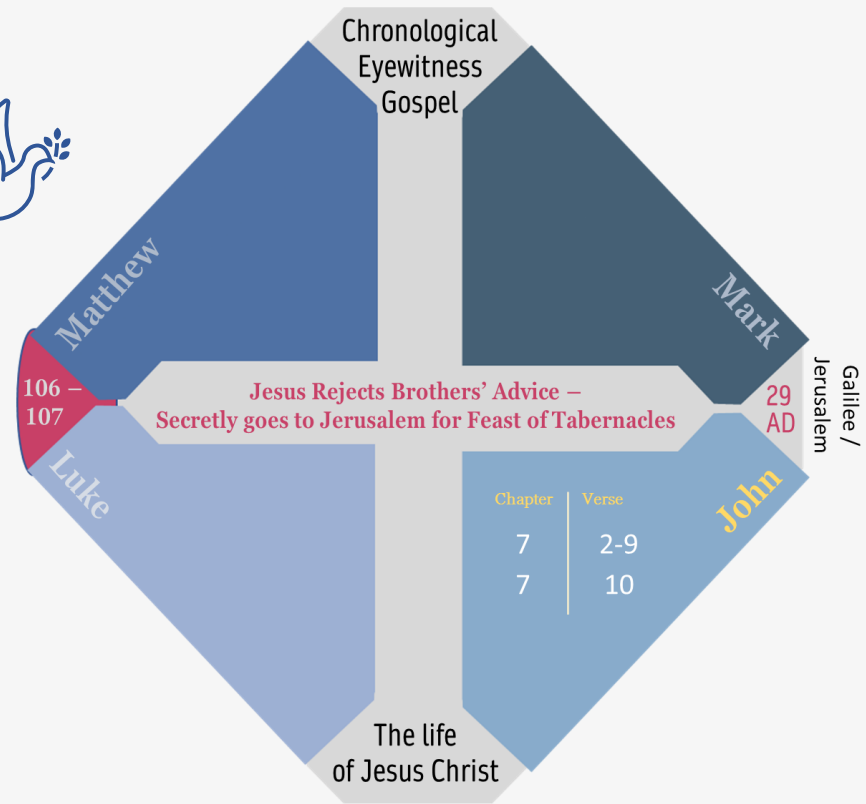 Chronological
Eyewitness
Gospel
Matthew
Mark
106 –
107
Jesus Rejects Brothers’ Advice –
Secretly goes to Jerusalem for Feast of Tabernacles
29
AD
Galilee /
Jerusalem
Luke
John
Chapter Verse
7 2-9
7 10
The life
of Jesus Christ